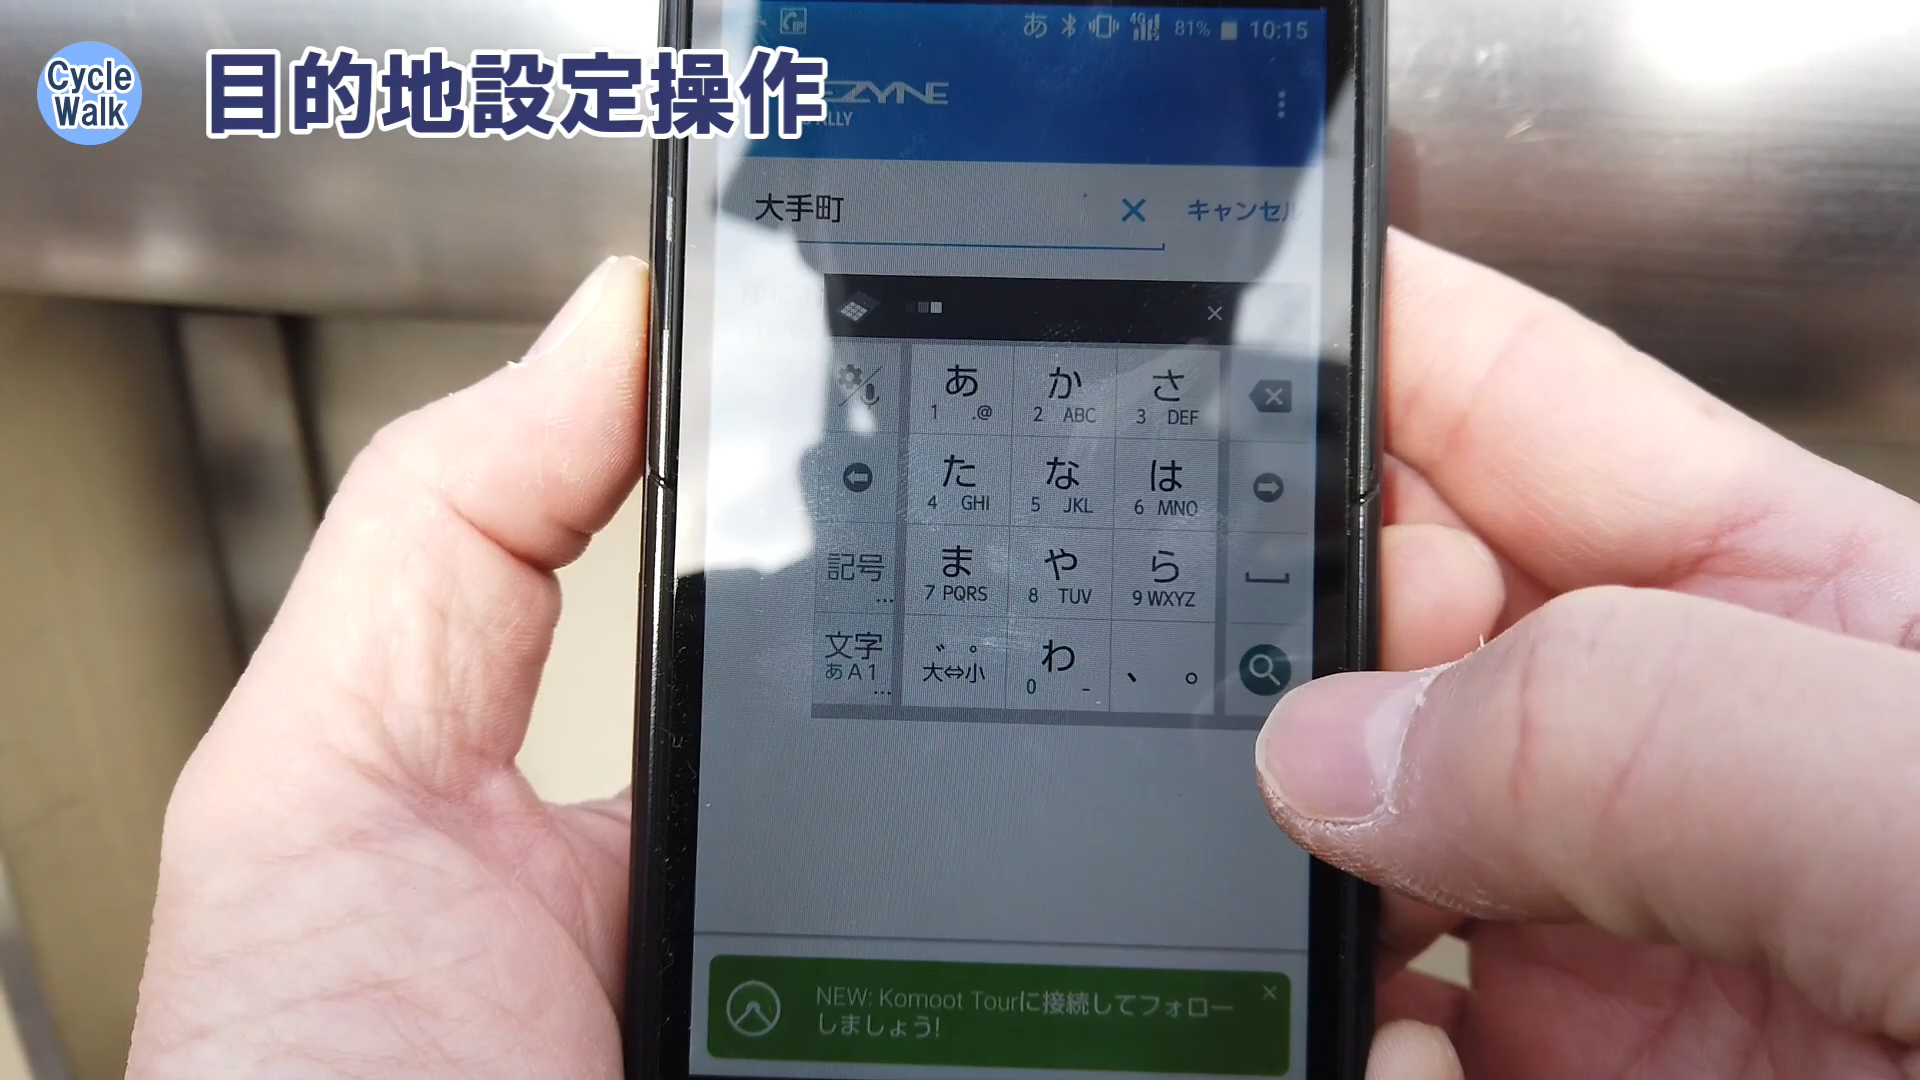 Cycle
Walk
目的地設定操作
あ 4G 81% 10:15
EZYNE
ALLY
大手町
キャンセル
あ
1 .@
か
2 ABC
さ
3 DEF
た
4 GHI
な
5 JKL
は
6 MNO
記号
...
ま
7 PQRS
や
8 TUV
ら
9 WXYZ
文字
あA1
...
゛ 。
大⇔小
わ
0 -
、 。
NEW: Komoot Tourに接続してフォロー
しましょう!